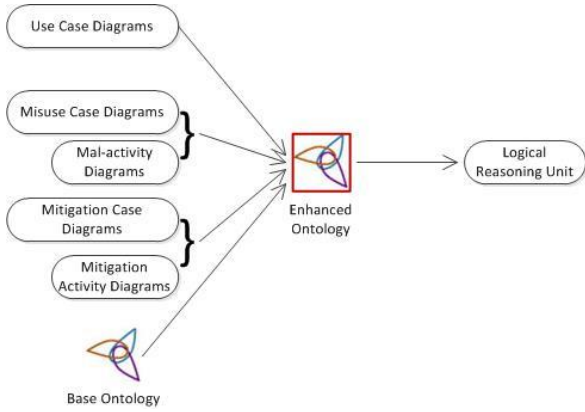 Use Case Diagrams
Misuse Case Diagrams
Mal-activity
Diagrams
Mitigation Case
Diagrams
Mitigation
Activity Diagrams
Base Ontology
Enhanced
Ontology
Logical
Reasoning Unit